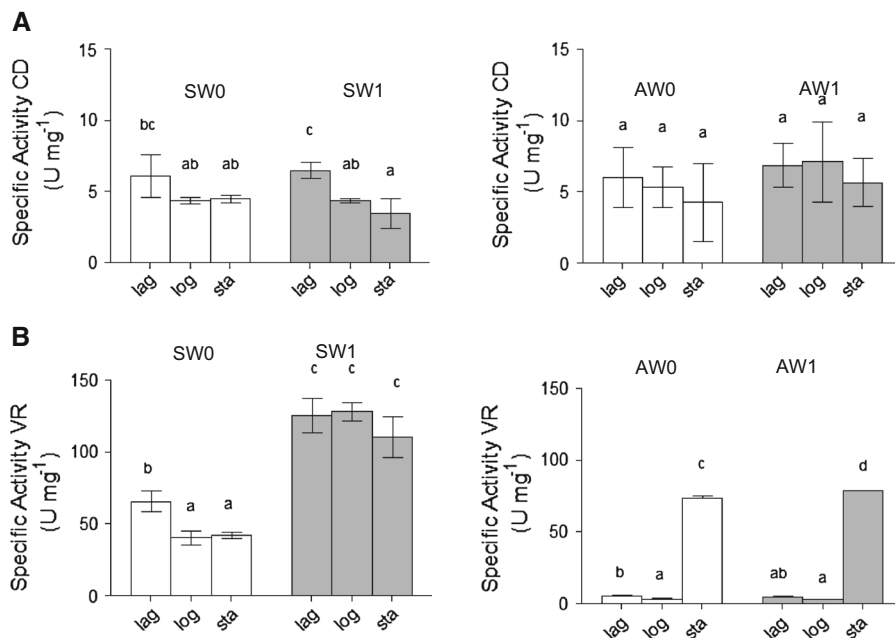 A
Specific Activity CD
(U mg⁻¹)
15
10
5
0
SW0
SW1
bc
ab
ab
c
ab
a
lag
log
sta
lag
log
sta
Specific Activity CD
(U mg⁻¹)
15
10
5
0
AW0
AW1
a
a
a
a
a
a
lag
log
sta
lag
log
sta
B
Specific Activity VR
(U mg⁻¹)
150
100
50
0
SW0
SW1
b
a
a
c
c
c
lag
log
sta
lag
log
sta
Specific Activity VR
(U mg⁻¹)
150
100
50
0
AW0
AW1
b
a
c
ab
a
d
lag
log
sta
lag
log
sta